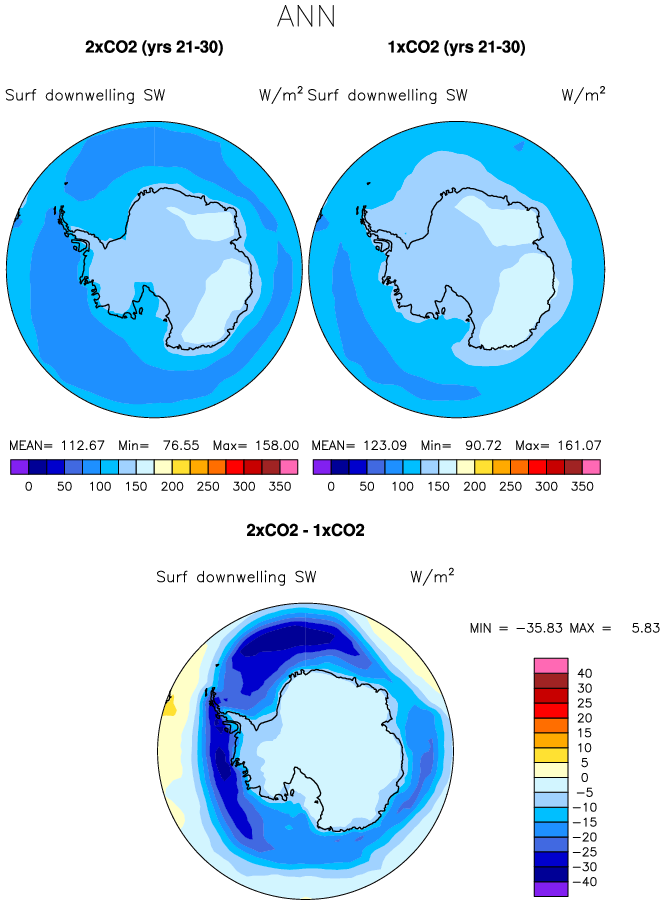 ANN
2xCO2 (yrs 21-30) 1xCO2 (yrs 21-30)
Surf downwelling SW W/m² Surf downwelling SW W/m²
MEAN= 112.67 Min= 76.55 Max= 158.00 MEAN= 123.09 Min= 90.72 Max= 161.07
0 50 100 150 200 250 300 350 0 50 100 150 200 250 300 350
2xCO2 - 1xCO2
Surf downwelling SW W/m²
MIN = −35.83 MAX = 5.83
40
30
25
20
15
10
5
0
−5
−10
−15
−20
−25
−30
−40